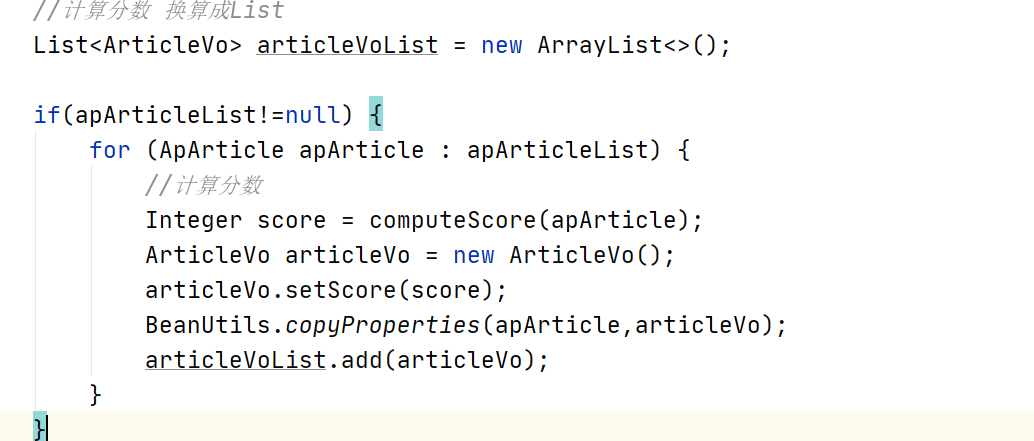 //计算分数 换算成List
List<ArticleVo> articleVoList = new ArrayList<>();
if(apArticleList!=null) {
for (ApArticle apArticle : apArticleList) {
//计算分数
Integer score = computeScore(apArticle);
ArticleVo articleVo = new ArticleVo();
articleVo.setScore(score);
BeanUtils.copyProperties(apArticle,articleVo);
articleVoList.add(articleVo);
}
}